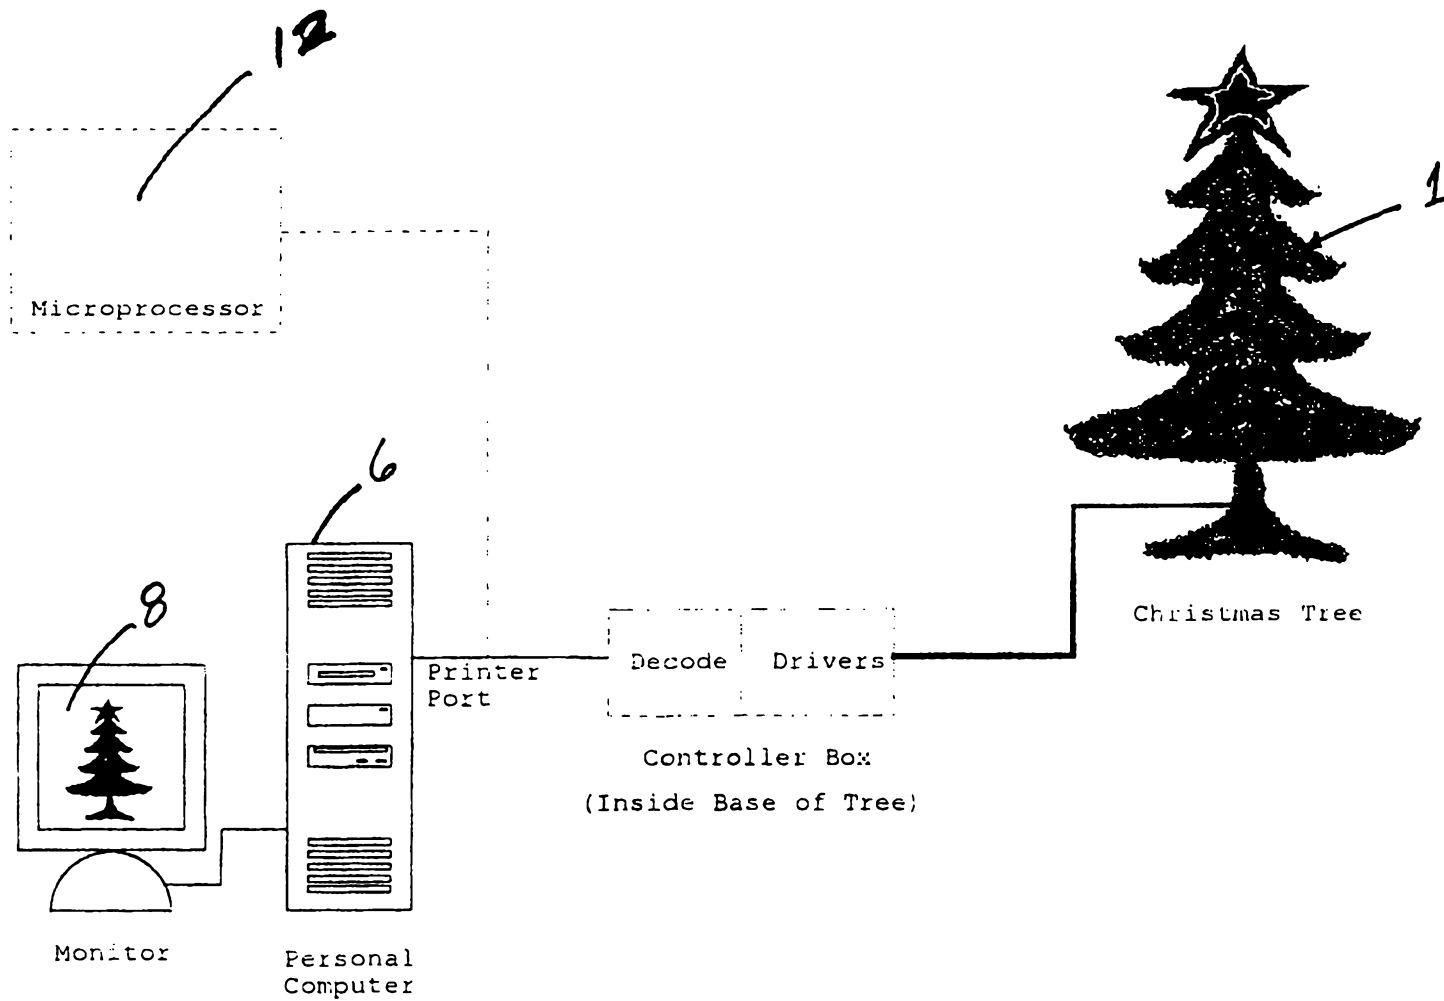 12
1
Microprocessor
6
8
Christmas Tree
Printer
Port
Decode Drivers
Controller Box
(Inside Base of Tree)
Monitor
Personal
Computer